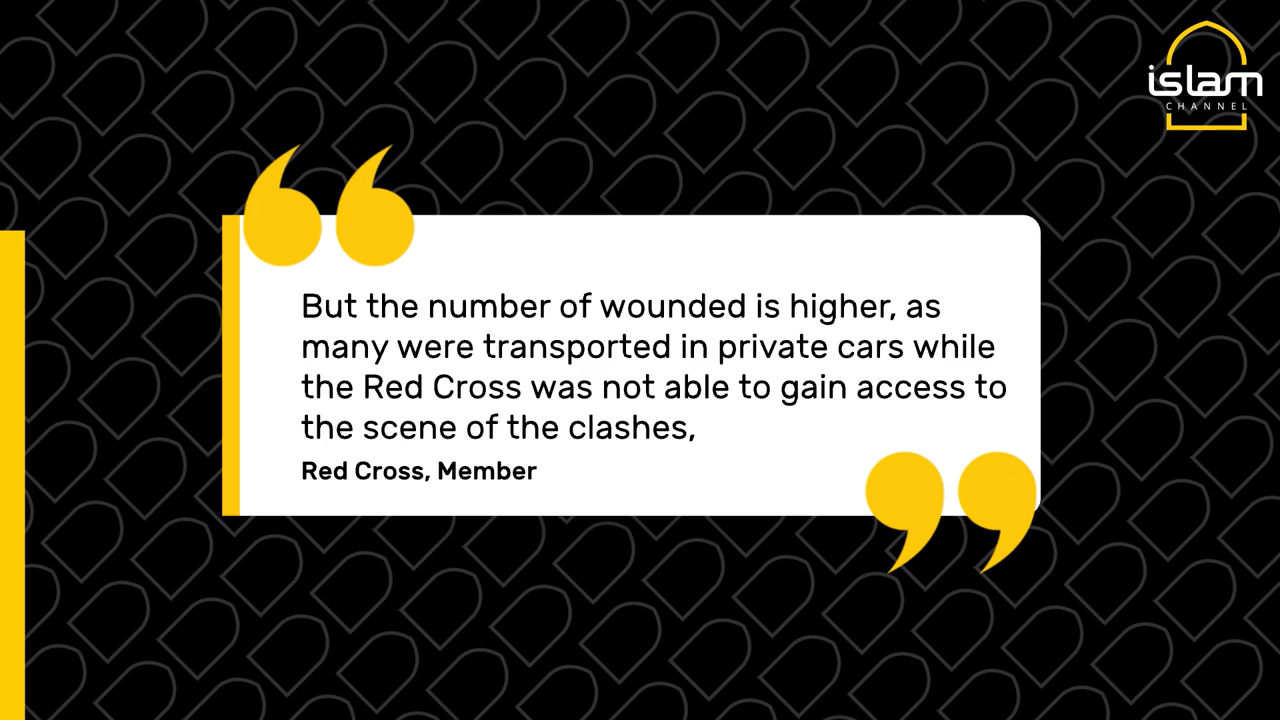 islam
CHANNEL
But the number of wounded is higher, as
many were transported in private cars while
the Red Cross was not able to gain access to
the scene of the clashes,
Red Cross, Member